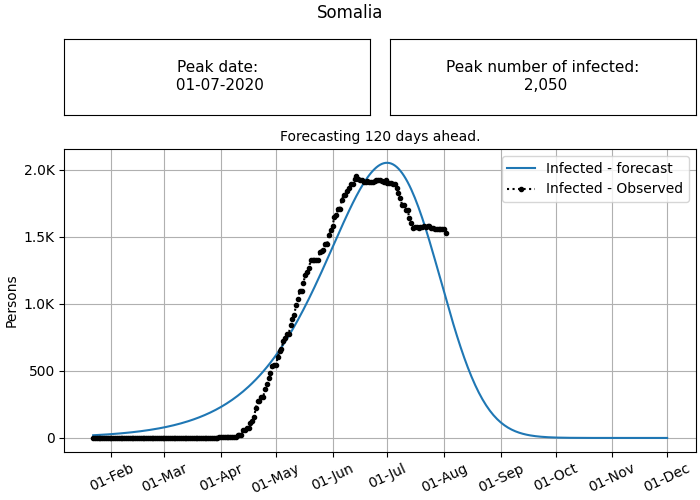 Somalia
Peak date:
01-07-2020
Peak number of infected:
2,050
Forecasting 120 days ahead.
Infected - forecast
Infected - Observed
2.0K
1.5K
1.0K
500
0
Persons
01-Feb
01-Mar
01-Apr
01-May
01-Jun
01-Jul
01-Aug
01-Sep
01-Oct
01-Nov
01-Dec